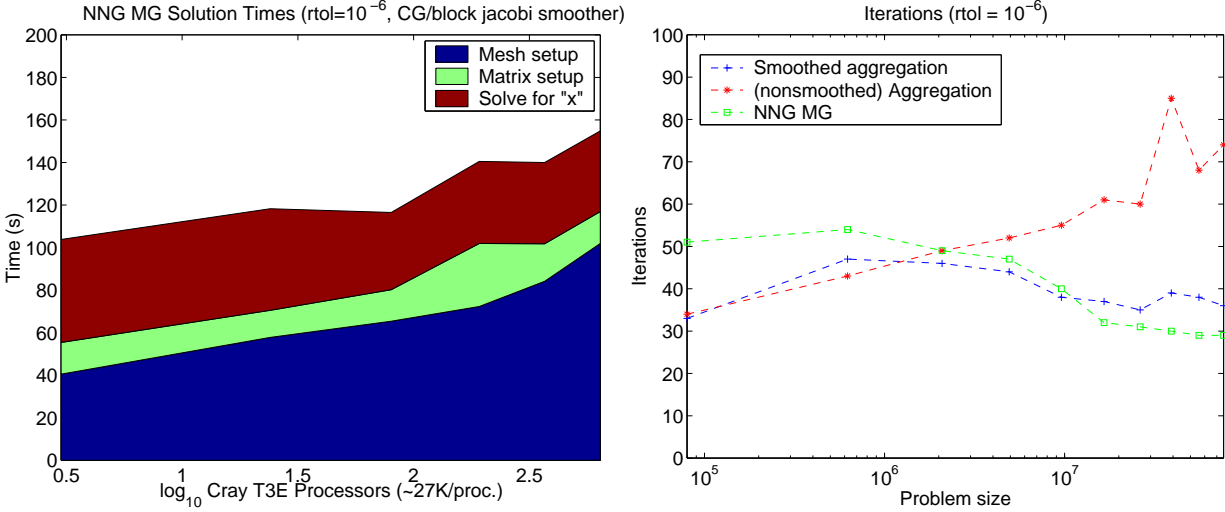 NNG MG Solution Times (rtol=10^-6, CG/block jacobi smoother)
200
180
160
140
120
100
80
60
40
20
0
Time (s)
Mesh setup
Matrix setup
Solve for "x"
0.5 1 1.5 2 2.5
log10 Cray T3E Processors (~27K/proc.)
Iterations (rtol = 10^-6)
100
90
80
70
60
50
40
30
20
10
0
Iterations
Smoothed aggregation
(nonsmoothed) Aggregation
NNG MG
10^5 10^6 10^7
Problem size